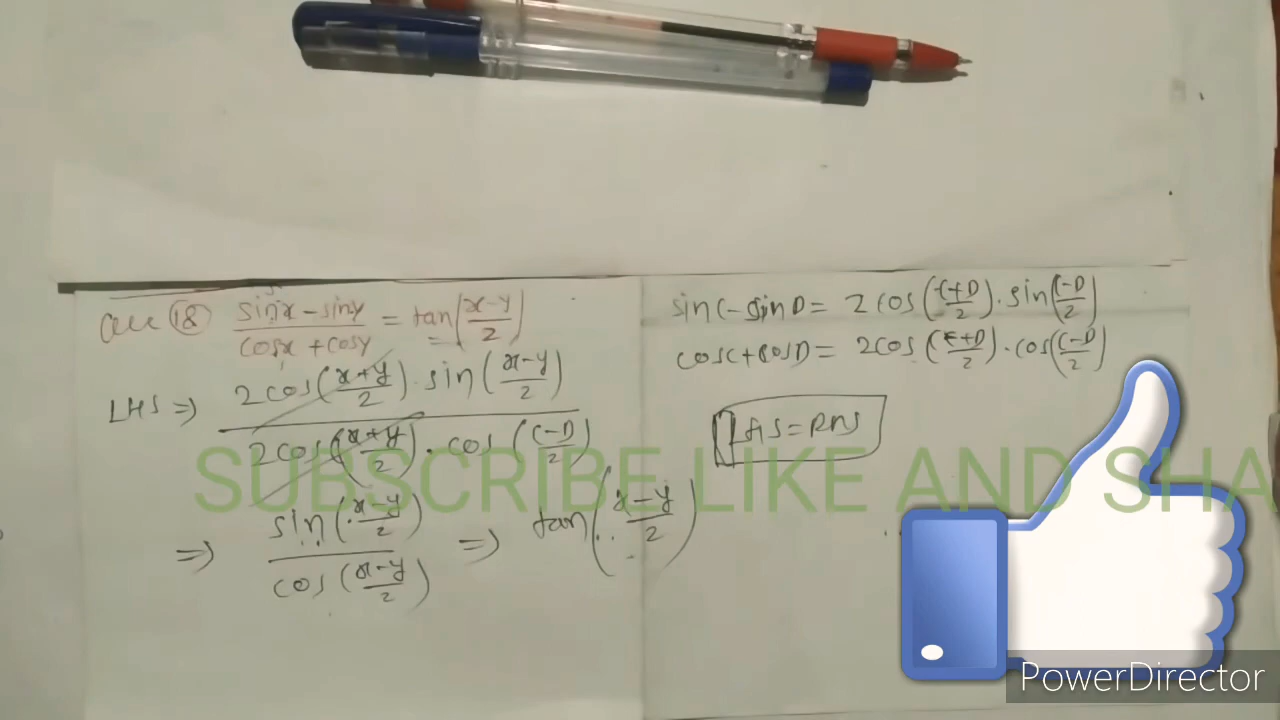 Que 18 (sinx - siny)/(cosx + cosy) = tan((x-y)/2)
LHS ⇒ (2cos((x+y)/2) · sin((x-y)/2))/(2cos((x+y)/2) · cos((C-D)/2))
⇒ sin((x-y)/2)/cos((x-y)/2) ⇒ tan((x-y)/2)
sinC - sinD = 2cos((C+D)/2) · sin((C-D)/2)
cosC + cosD = 2cos((C+D)/2) · cos((C-D)/2)
LHS = RHS
SUBSCRIBE LIKE AND SHA
PowerDirector